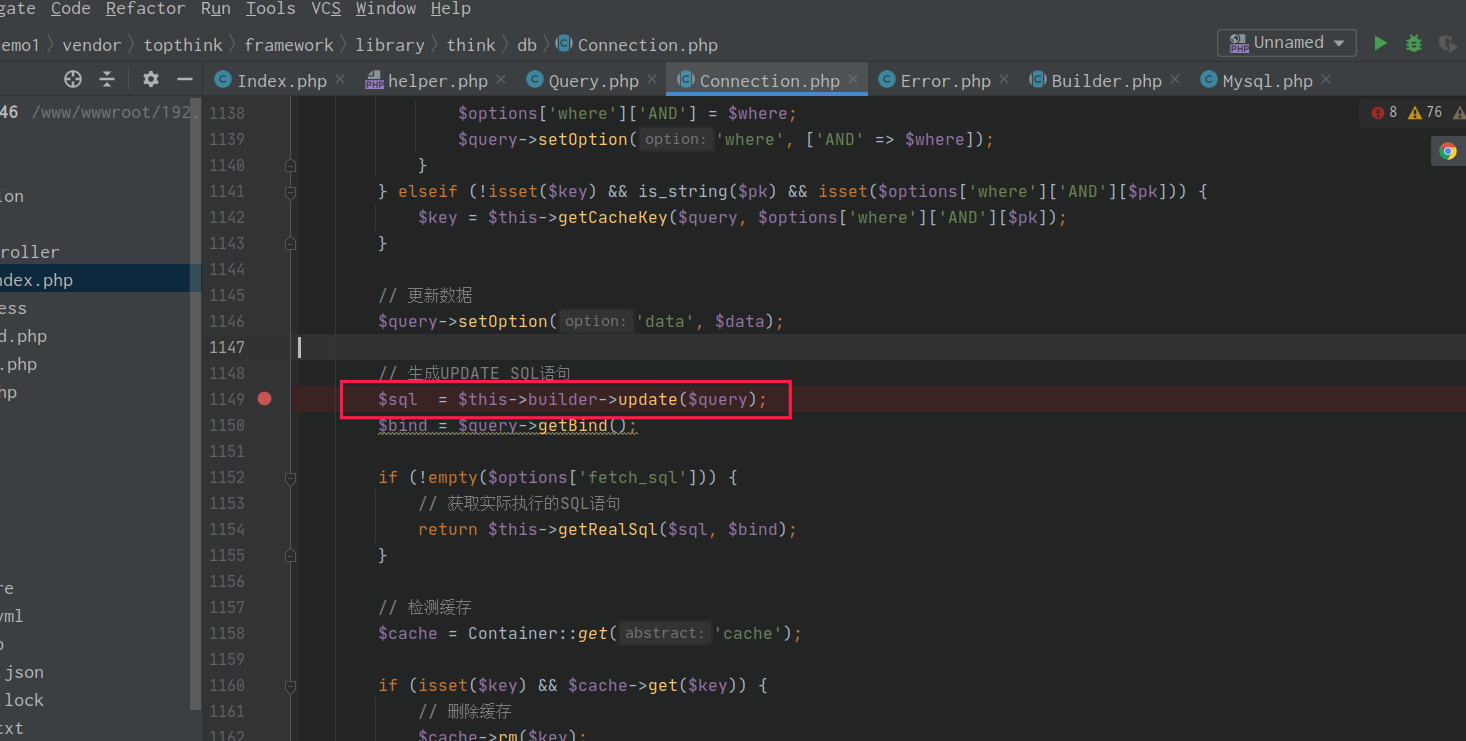 gate Code Refactor Run Tools VCS Window Help
emo1 vendor topthink framework library think db Connection.php
Unnamed
Index.php helper.php Query.php Connection.php Error.php Builder.php Mysql.php
46 /www/wwwroot/192.
8 76
ion
roller
ndex.php
ess
d.php
.php
hp
re
yml
.json
.lock
txt
1138 $options['where']['AND'] = $where;
1139 $query->setOption( option: 'where', ['AND' => $where]);
1140 }
1141 } elseif (!isset($key) && is_string($pk) && isset($options['where']['AND'][$pk])) {
1142 $key = $this->getCacheKey($query, $options['where']['AND'][$pk]);
1143 }
1144
1145 // 更新数据
1146 $query->setOption( option: 'data', $data);
1147
1148 // 生成UPDATE SQL语句
1149 $sql  = $this->builder->update($query);
1150 $bind = $query->getBind();
1151
1152 if (!empty($options['fetch_sql'])) {
1153 // 获取实际执行的SQL语句
1154 return $this->getRealSql($sql, $bind);
1155 }
1156
1157 // 检测缓存
1158 $cache = Container::get( abstract: 'cache');
1159
1160 if (isset($key) && $cache->get($key)) {
1161 // 删除缓存
1162 $cache->rm($key);